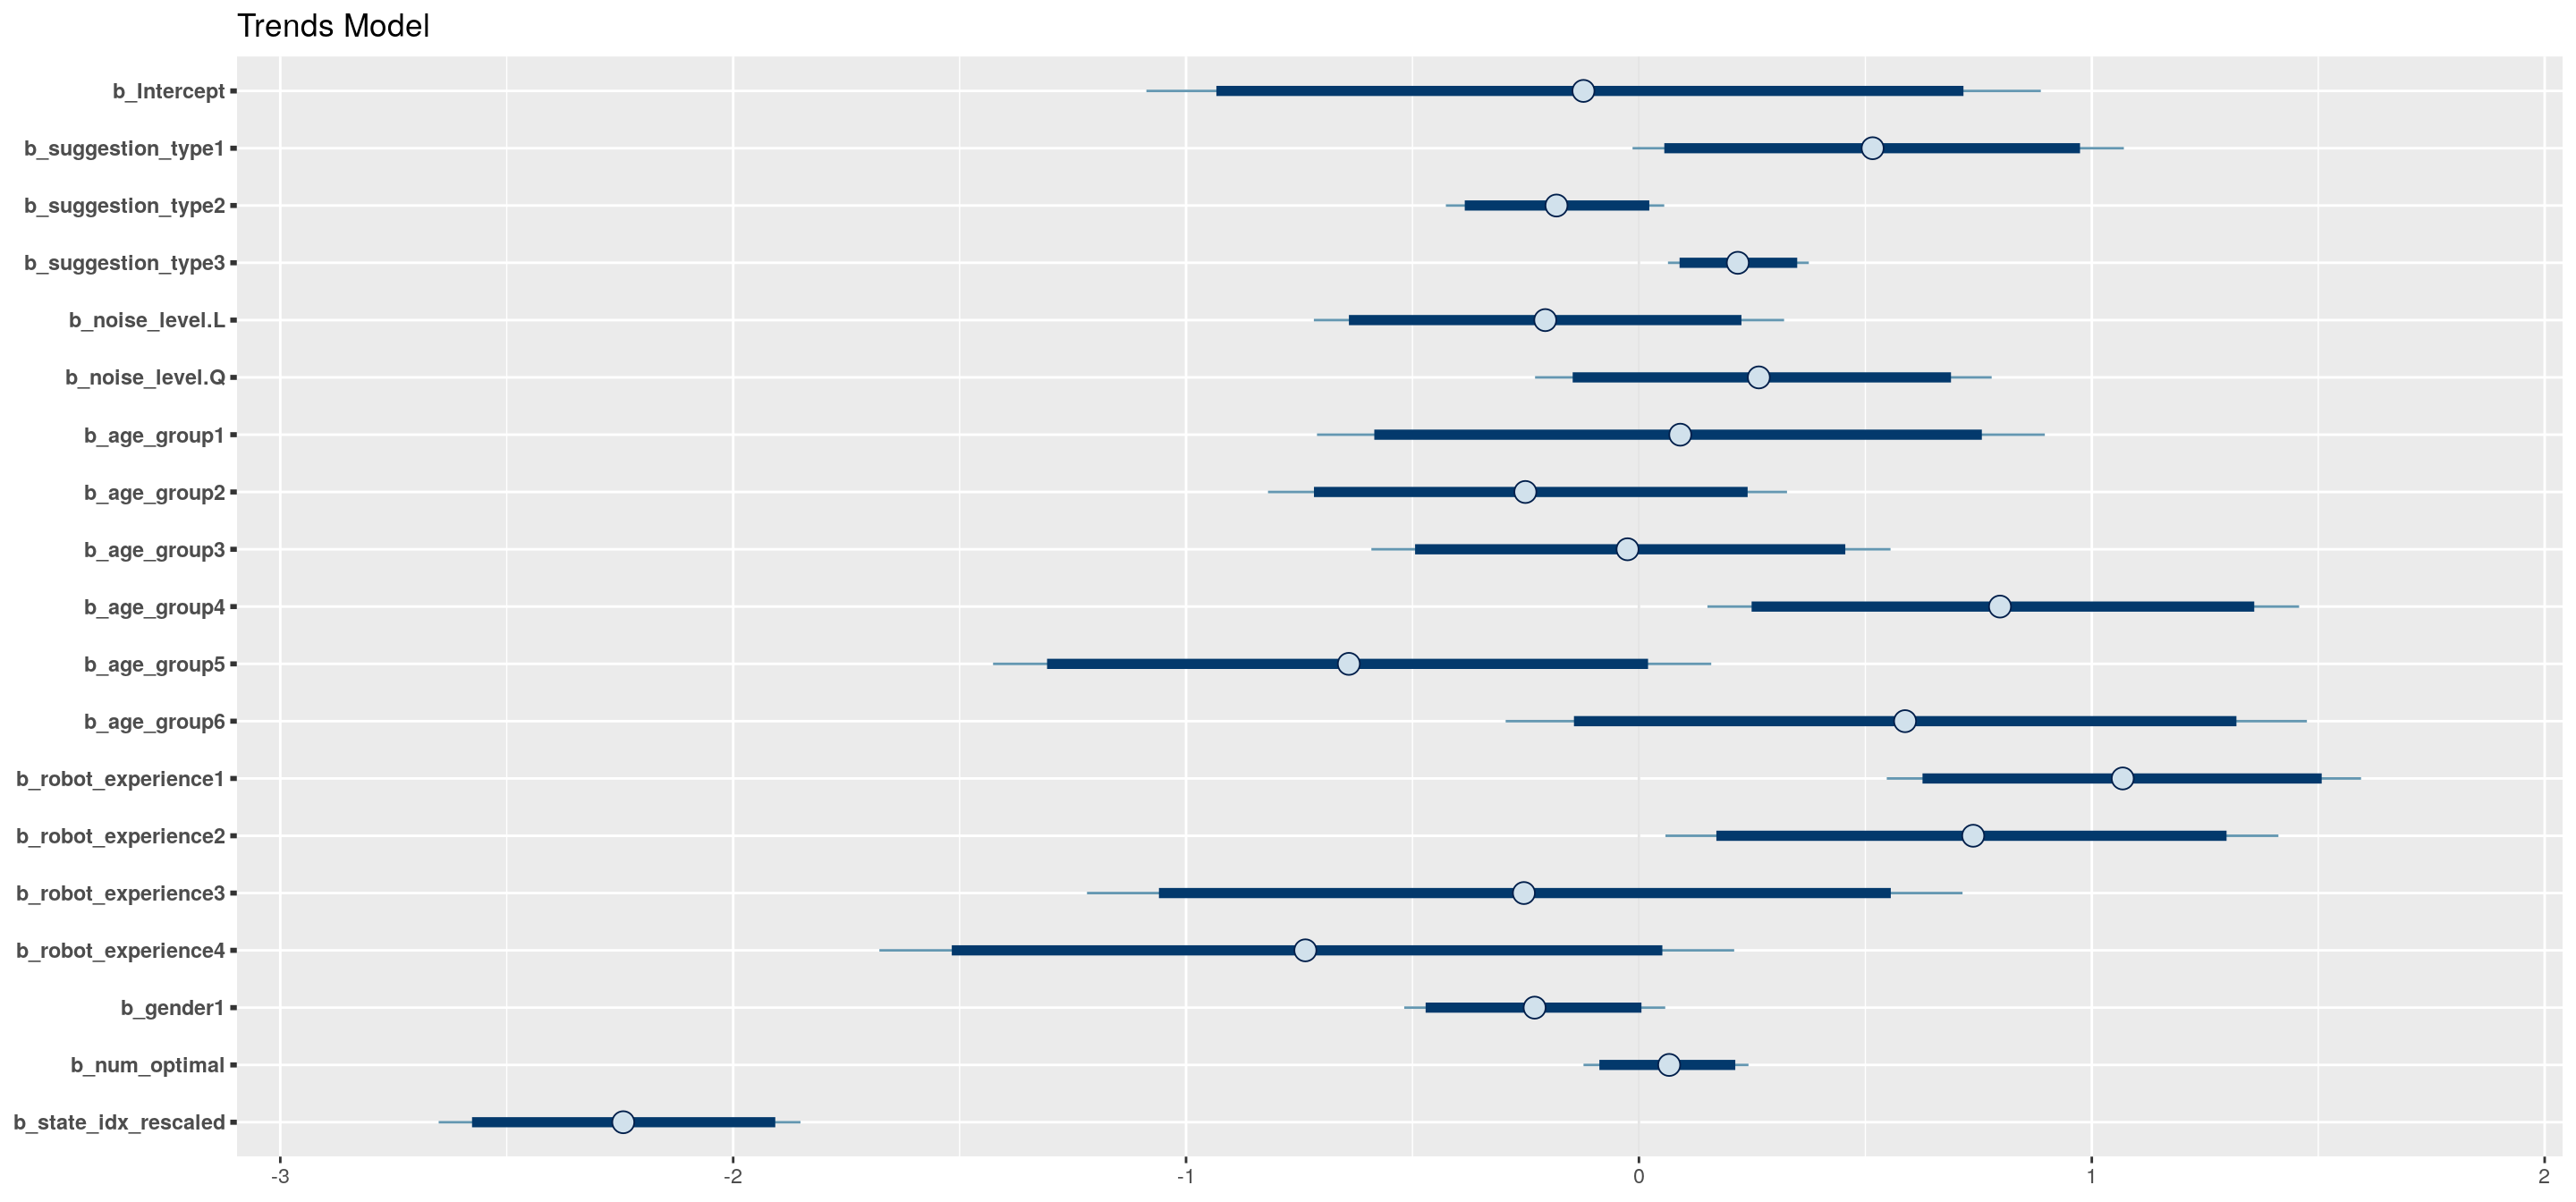 Trends Model
b_Intercept
b_suggestion_type1
b_suggestion_type2
b_suggestion_type3
b_noise_level.L
b_noise_level.Q
b_age_group1
b_age_group2
b_age_group3
b_age_group4
b_age_group5
b_age_group6
b_robot_experience1
b_robot_experience2
b_robot_experience3
b_robot_experience4
b_gender1
b_num_optimal
b_state_idx_rescaled
-3 -2 -1 0 1 2